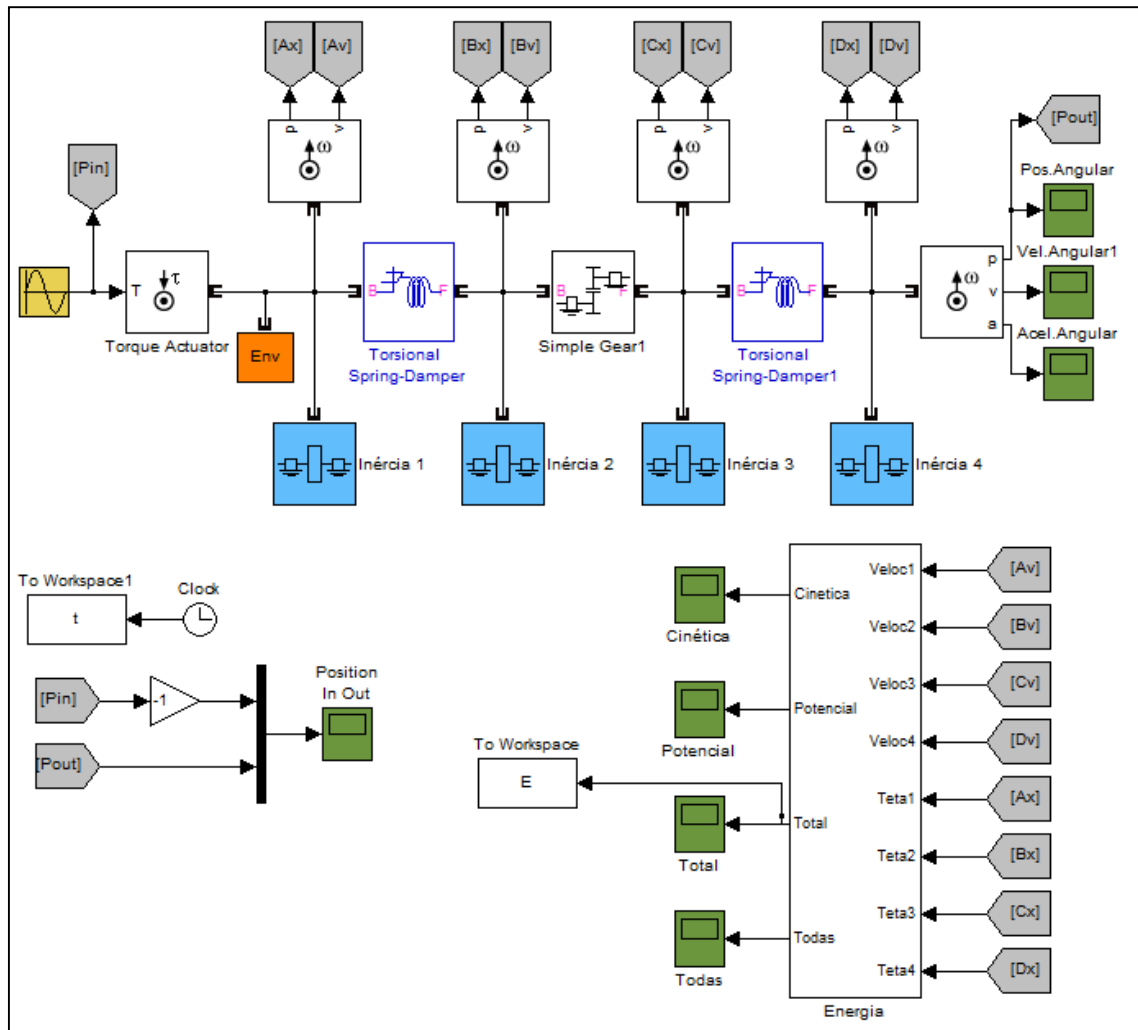 [Ax] [Av] [Bx] [Bv] [Cx] [Cv] [Dx] [Dv]
p v p v p v p v
ω ω ω ω
[Pout]
[Pin]
Pos.Angular
T τ
B F
B F
B F
ω
p
v
a
Vel.Angular1
Acel.Angular
Torque Actuator
Env
Torsional
Spring-Damper
Simple Gear1
Torsional
Spring-Damper1
Inércia 1
Inércia 2
Inércia 3
Inércia 4
To Workspace1
t
Clock
[Pin]
-1
[Pout]
Position
In Out
To Workspace
E
Cinética
Potencial
Total
Todas
Cinetica
Potencial
Total
Todas
Veloc1
Veloc2
Veloc3
Veloc4
Teta1
Teta2
Teta3
Teta4
[Av]
[Bv]
[Cv]
[Dv]
[Ax]
[Bx]
[Cx]
[Dx]
Energia